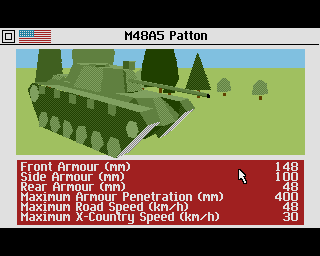 M48A5 Patton
Front Armour (mm) 148
Side Armour (mm) 100
Rear Armour (mm) 48
Maximum Armour Penetration (mm) 400
Maximum Road Speed (km/h) 48
Maximum X-Country Speed (km/h) 30